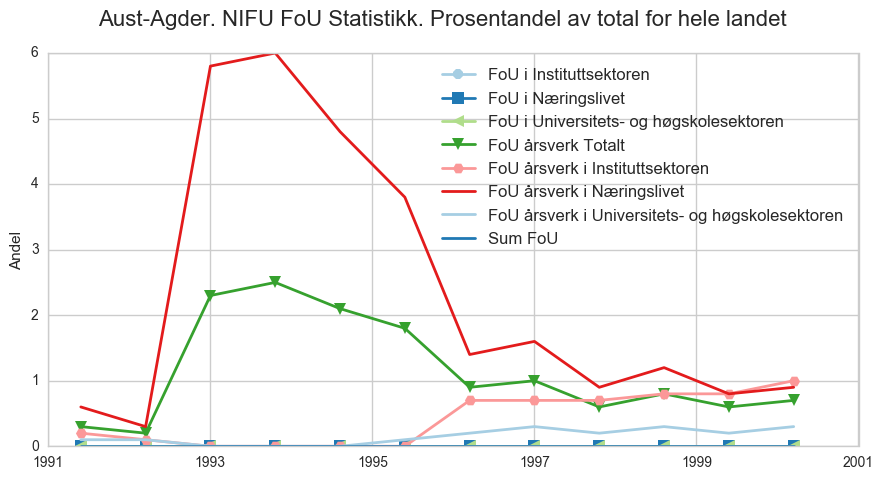 Aust-Agder. NIFU FoU Statistikk. Prosentandel av total for hele landet
Andel
6
5
4
3
2
1
0
FoU i Instituttsektoren
FoU i Næringslivet
FoU i Universitets- og høgskolesektoren
FoU årsverk Totalt
FoU årsverk i Instituttsektoren
FoU årsverk i Næringslivet
FoU årsverk i Universitets- og høgskolesektoren
Sum FoU
1991 1993 1995 1997 1999 2001